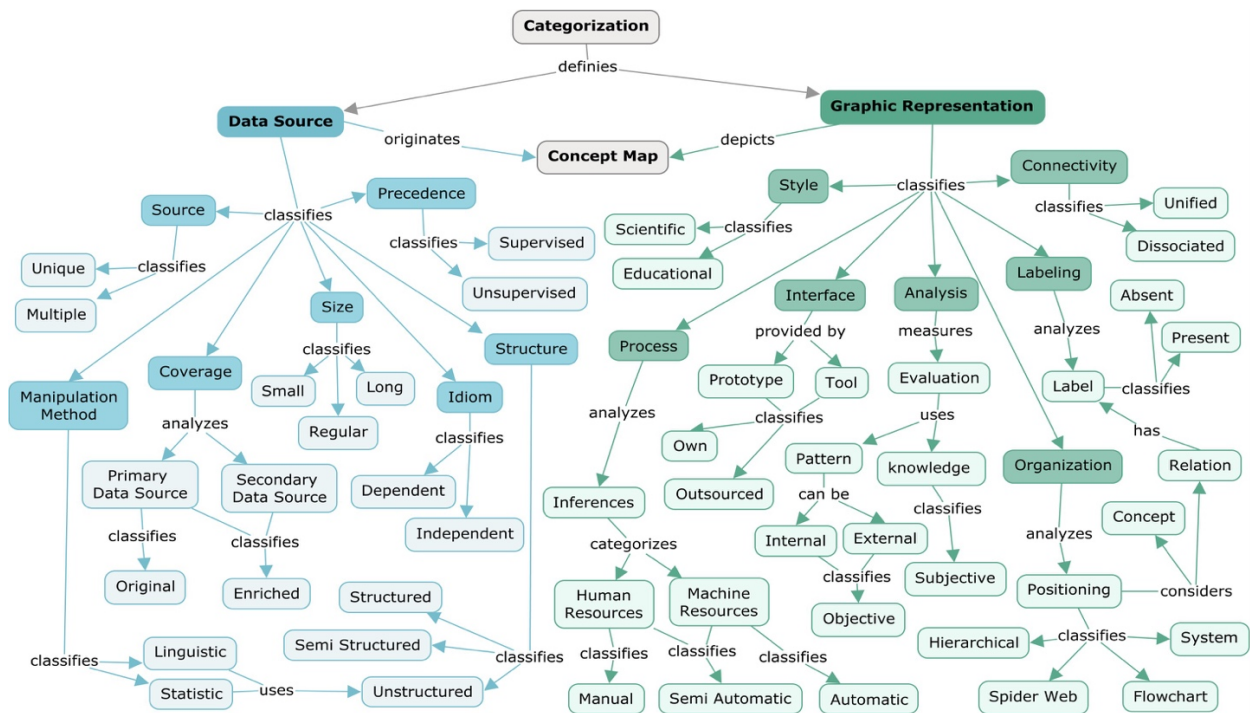 Categorization
definies
Data Source
Graphic Representation
originates
depicts
Concept Map
Source
classifies
Precedence
Style
classifies
Connectivity
classifies
Unified
Dissociated
Unique
classifies
Multiple
classifies
Supervised
Unsupervised
Scientific
classifies
Educational
Size
classifies
Small
Long
Regular
Structure
Interface
provided by
Prototype
Tool
classifies
Own
Outsourced
Analysis
measures
Evaluation
uses
Pattern
knowledge
can be
Internal
External
classifies
Objective
classifies
Subjective
Labeling
analyzes
Label
classifies
Absent
Present
has
Relation
Manipulation
Method
Coverage
analyzes
Primary
Data Source
Secondary
Data Source
classifies
classifies
Original
Enriched
Idiom
classifies
Dependent
Independent
Process
analyzes
Inferences
categorizes
Human
Resources
Machine
Resources
classifies
classifies
classifies
Manual
Semi Automatic
Automatic
Organization
analyzes
Concept
Positioning
considers
classifies
Hierarchical
System
Spider Web
Flowchart
Structured
Semi Structured
classifies
Unstructured
classifies
Linguistic
Statistic
uses